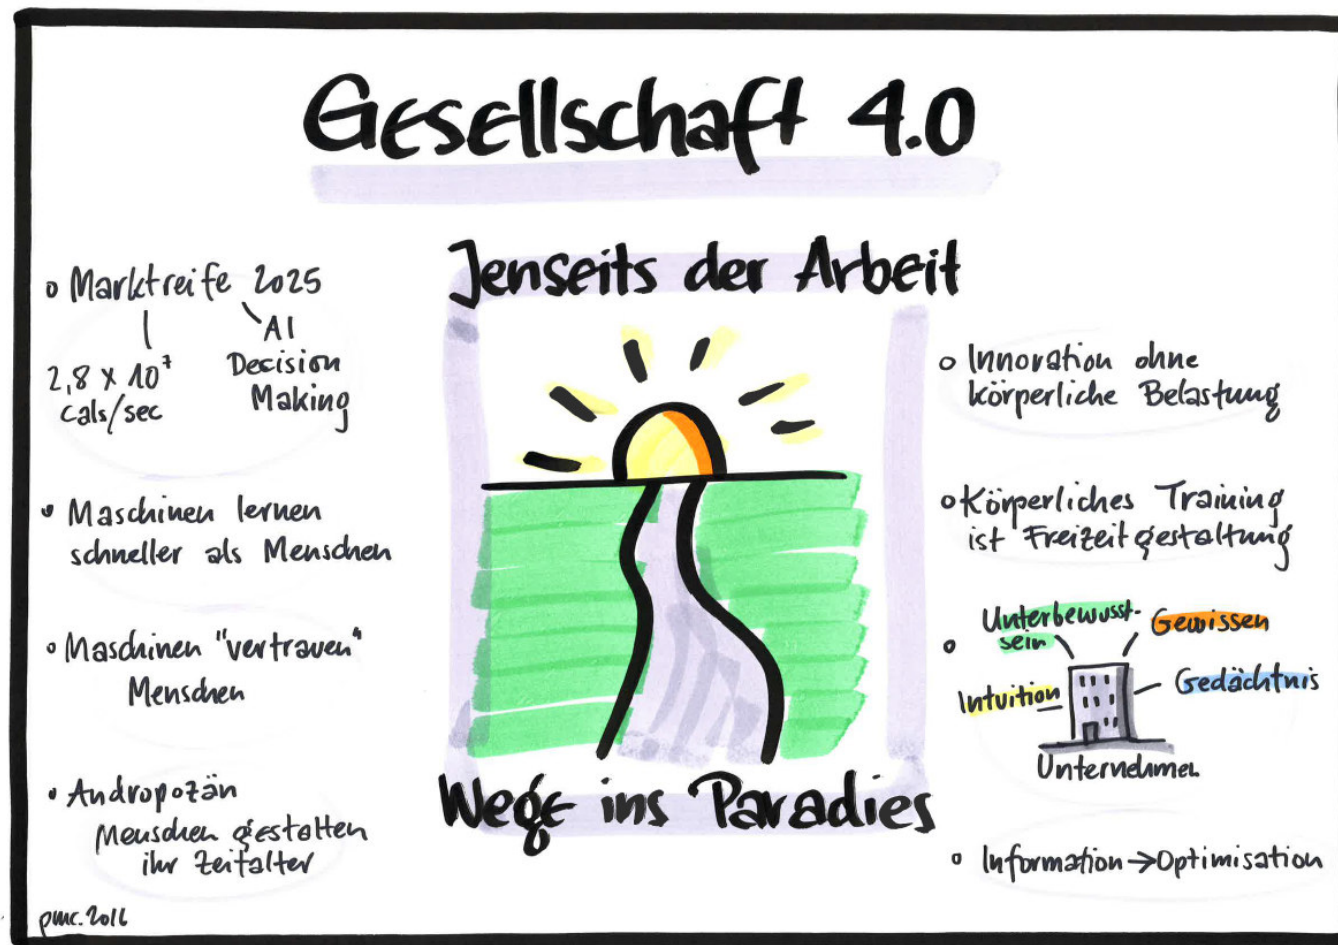 Gesellschaft 4.0
Jenseits der Arbeit
Wege ins Paradies
o Marktreife 2025
2,8 x 10⁷
cals/sec
AI
Decision
Making
• Maschinen lernen
schneller als Menschen
o Maschinen "vertrauen"
Menschen
• Andropozän
Menschen gestalten
ihr Zeitalter
o Innovation ohne
körperliche Belastung
o Körperliches Training
ist Freizeitgestaltung
o Unterbewusst-
sein
Gewissen
Intuition
Gedächtnis
Unternehmen
o Information → Optimisation
pmc. 2016